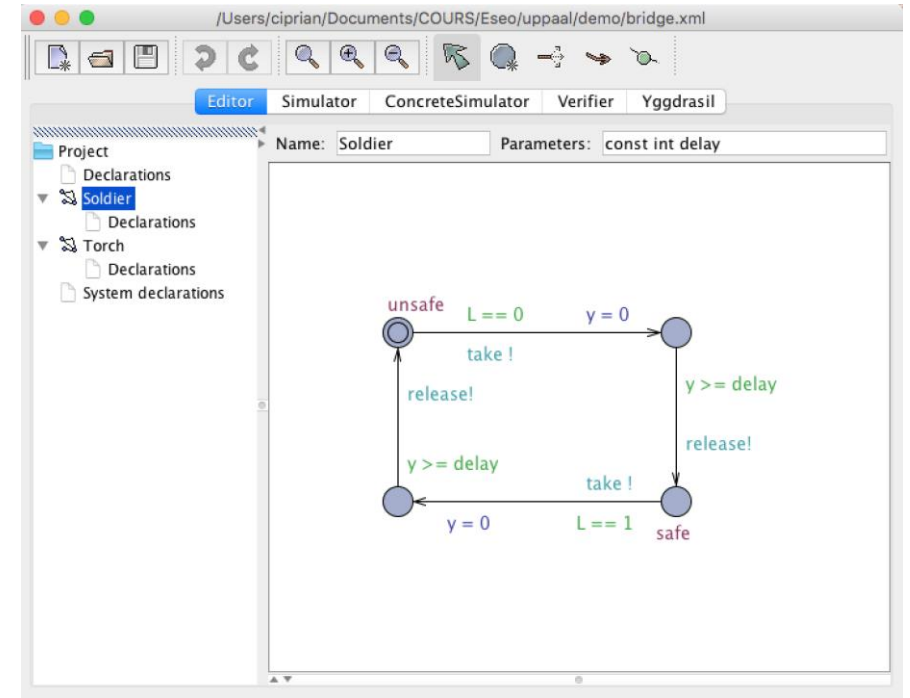 /Users/ciprian/Documents/COURS/Eseo/uppaal/demo/bridge.xml
Editor Simulator ConcreteSimulator Verifier Yggdrasil
Name: Soldier Parameters: const int delay
Project
Declarations
Soldier
Declarations
Torch
Declarations
System declarations
unsafe
L == 0 y = 0
take !
release!
y >= delay
release!
y >= delay
take !
y = 0 L == 1
safe